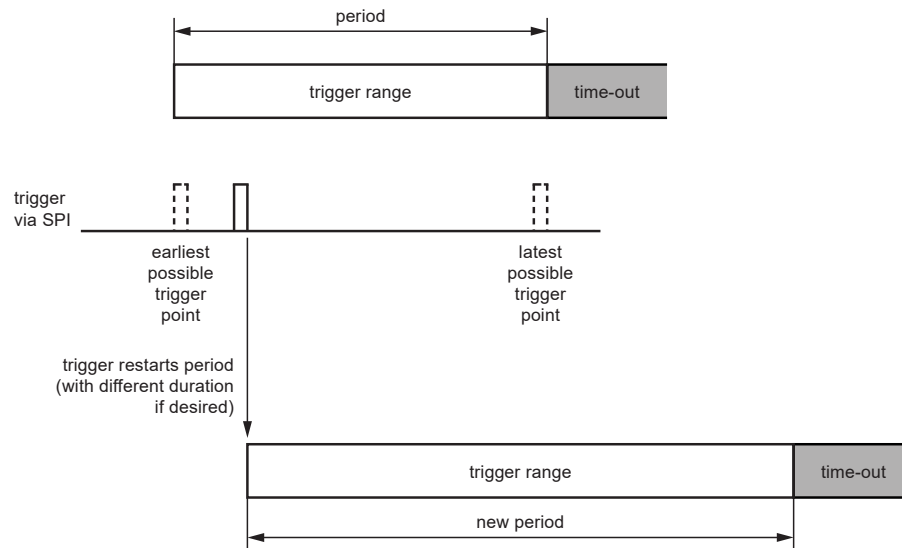 period
trigger range
time-out
trigger
via SPI
earliest
possible
trigger
point
latest
possible
trigger
point
trigger restarts period
(with different duration
if desired)
trigger range
time-out
new period